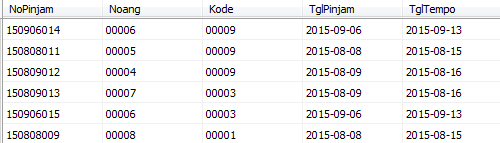 NoPinjam Noang Kode TglPinjam TglTempo
150906014 00006 00009 2015-09-06 2015-09-13
150808011 00005 00009 2015-08-08 2015-08-15
150809012 00004 00009 2015-08-09 2015-08-16
150809013 00007 00003 2015-08-09 2015-08-16
150906015 00006 00003 2015-09-06 2015-09-13
150808009 00008 00001 2015-08-08 2015-08-15